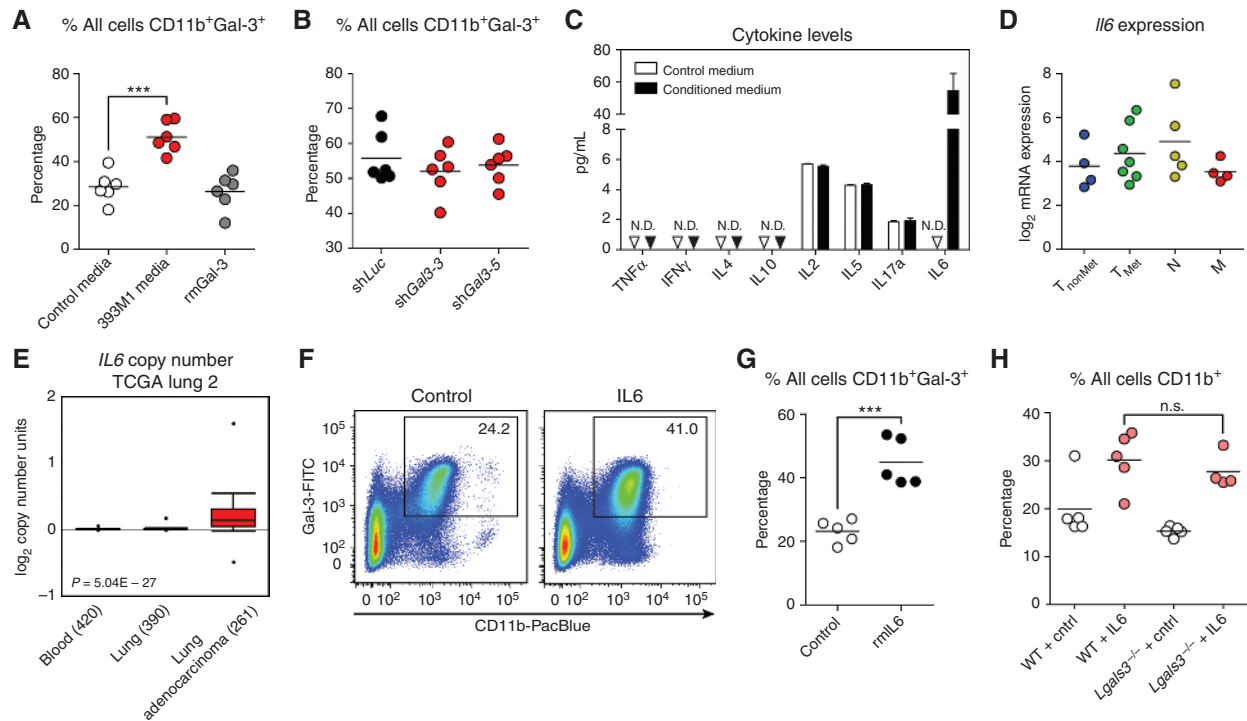 A
% All cells CD11b⁺Gal-3⁺
Percentage
80
60
40
20
0
***
Control media
393M1 media
rmGal-3
B
% All cells CD11b⁺Gal-3⁺
Percentage
80
70
60
50
40
30
shLuc
shGal3-3
shGal3-5
C
Cytokine levels
pg/mL
80
60
40
8
6
4
2
0
Control medium
Conditioned medium
N.D.
N.D.
N.D.
N.D.
N.D.
TNFα
IFNγ
IL4
IL10
IL2
IL5
IL17a
IL6
D
Il6 expression
log₂ mRNA expression
8
6
4
2
0
TnonMet
TMet
N
M
E
IL6 copy number
TCGA lung 2
log₂ copy number units
2
1
0
−1
P = 5.04E − 27
Blood (420)
Lung (390)
Lung
adenocarcinoma (261)
F
Control
IL6
24.2
41.0
Gal-3-FITC
10⁵
10⁴
10³
10²
0
0 10² 10³ 10⁴ 10⁵
0 10² 10³ 10⁴ 10⁵
CD11b-PacBlue
G
% All cells CD11b⁺Gal-3⁺
Percentage
60
40
20
0
***
Control
rmIL6
H
% All cells CD11b⁺
Percentage
40
30
20
10
0
n.s.
WT + cntrl
WT + IL6
Lgals3⁻/⁻ + cntrl
Lgals3⁻/⁻ + IL6